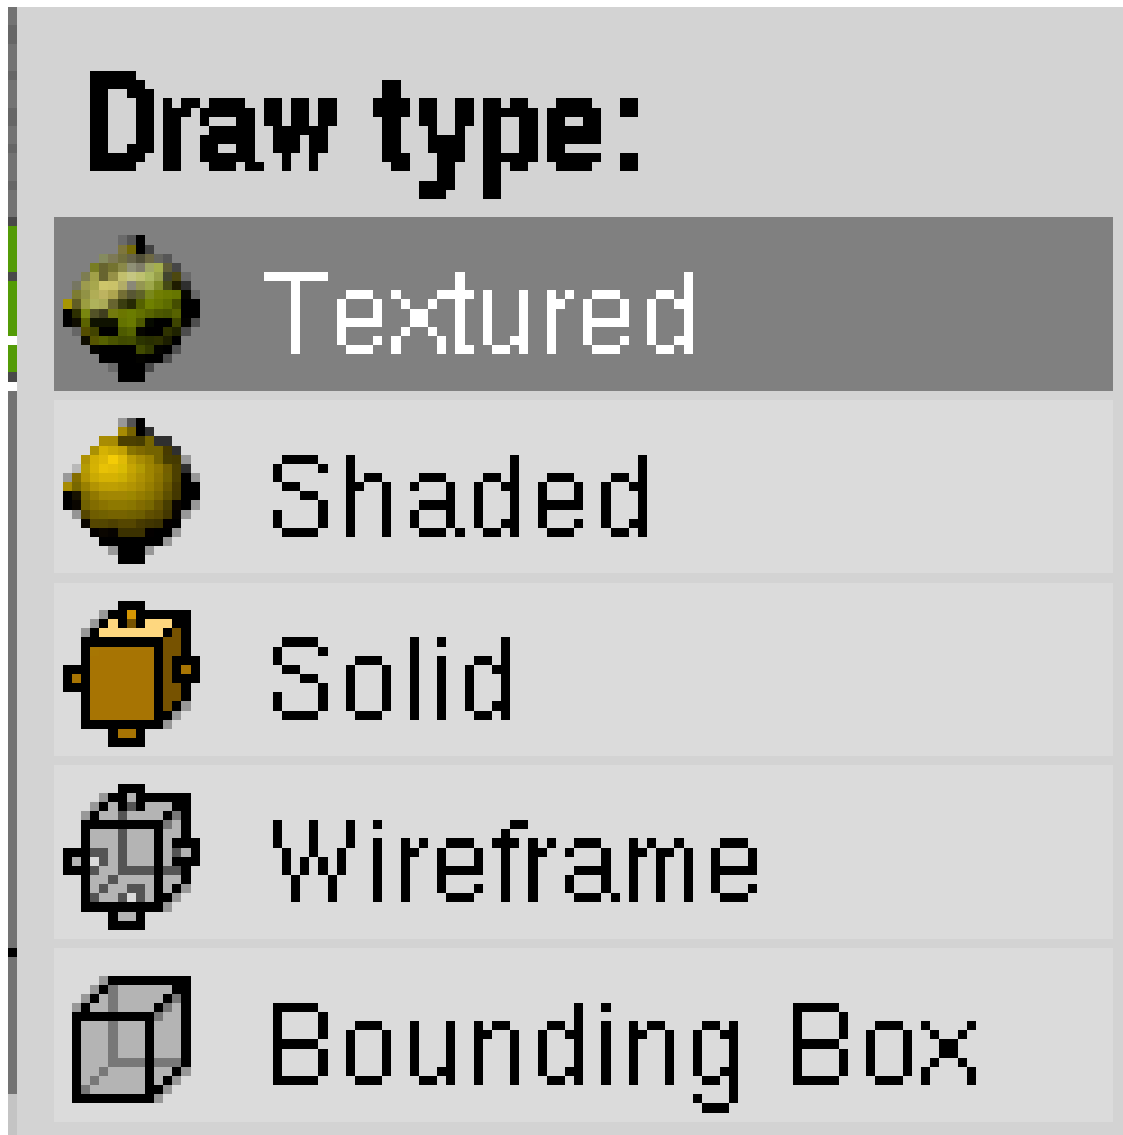 Draw type:
Textured
Shaded
Solid
Wireframe
Bounding Box